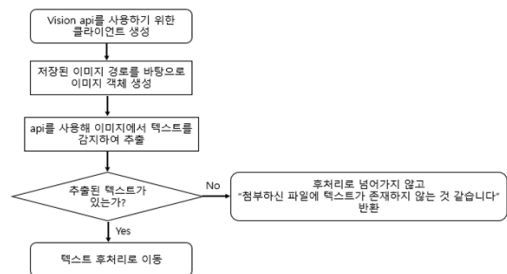 Vision api를 사용하기 위한
클라이언트 생성
저장된 이미지 경로를 바탕으로
이미지 객체 생성
api를 사용해 이미지에서 텍스트를
감지하여 추출
추출된 텍스트가
있는가?
No
후처리로 넘어가지 않고
"첨부하신 파일에 텍스트가 존재하지 않는 것 같습니다"
반환
Yes
텍스트 후처리로 이동